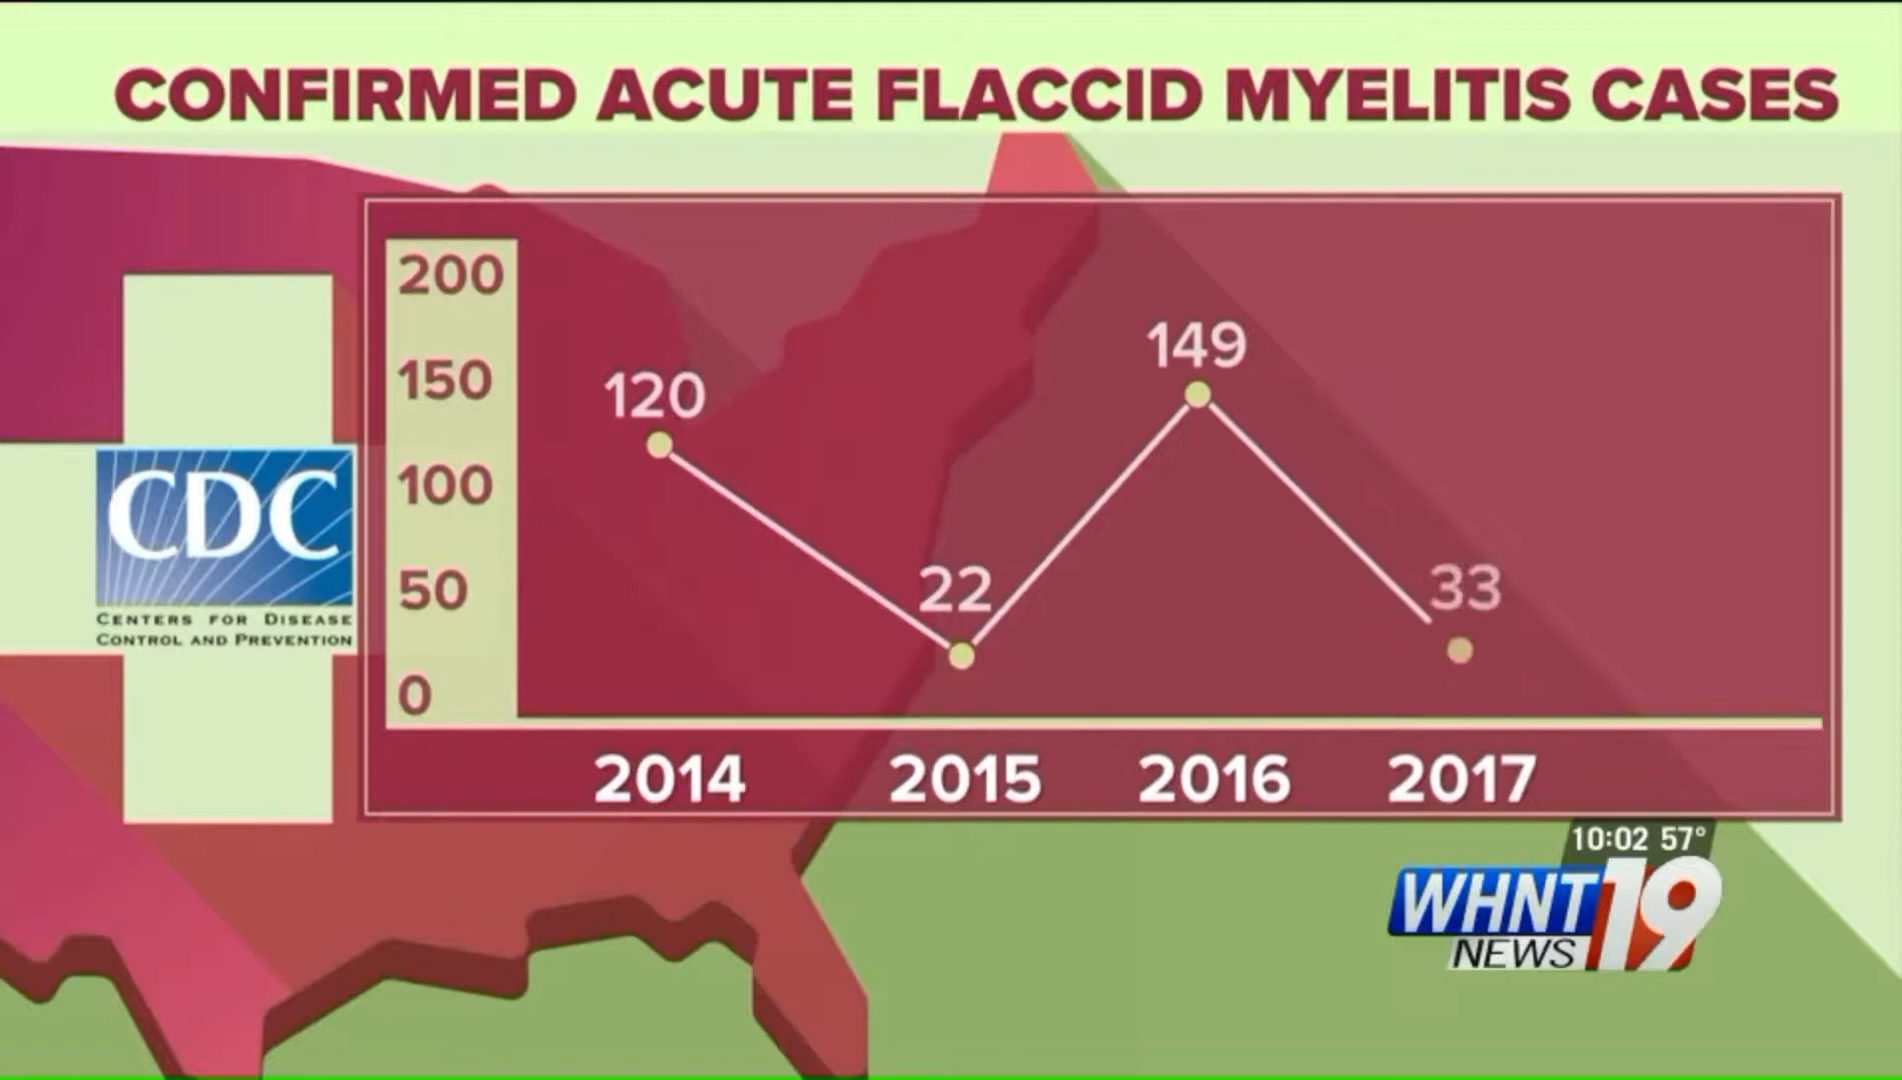 CONFIRMED ACUTE FLACCID MYELITIS CASES
200
150
100
50
0
120
22
149
33
2014 2015 2016 2017
CDC
CENTERS FOR DISEASE
CONTROL AND PREVENTION
10:02 57°
WHNT 19
NEWS